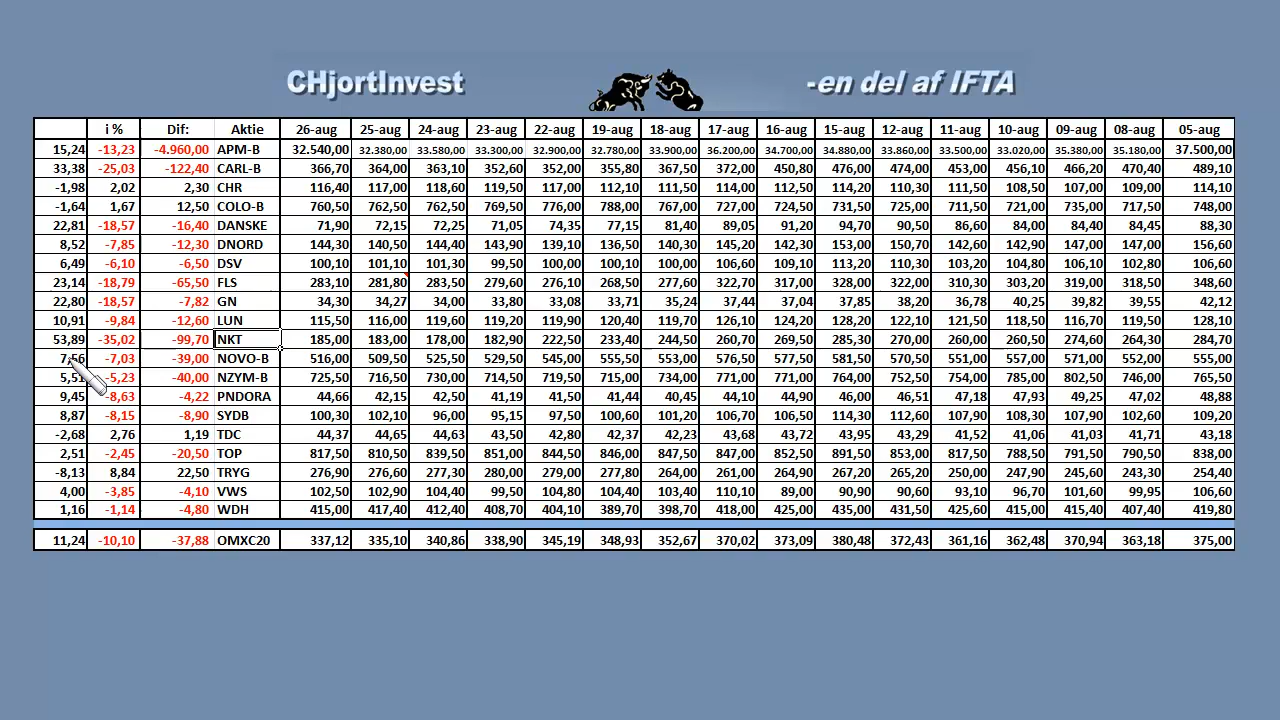 CHjortInvest -en del af IFTA
i % Dif: Aktie 26-aug 25-aug 24-aug 23-aug 22-aug 19-aug 18-aug 17-aug 16-aug 15-aug 12-aug 11-aug 10-aug 09-aug 08-aug 05-aug
15,24 -13,23 -4.960,00 APM-B 32.540,00 32.380,00 33.580,00 33.300,00 32.900,00 32.780,00 33.900,00 36.200,00 34.700,00 34.880,00 33.860,00 33.500,00 33.020,00 35.380,00 35.180,00 37.500,00
33,38 -25,03 -122,40 CARL-B 366,70 364,00 363,10 352,60 352,00 355,80 367,50 372,00 450,80 476,00 474,00 453,00 456,10 466,20 470,40 489,10
-1,98 2,02 2,30 CHR 116,40 117,00 118,60 119,50 117,00 112,10 111,50 114,00 112,50 114,20 110,30 111,50 108,50 107,00 109,00 114,10
-1,64 1,67 12,50 COLO-B 760,50 762,50 762,50 769,50 776,00 788,00 767,00 727,00 724,50 731,50 725,00 711,50 721,00 735,00 717,50 748,00
22,81 -18,57 -16,40 DANSKE 71,90 72,15 72,25 71,05 74,35 77,15 81,40 89,05 91,20 94,70 90,50 86,60 84,00 84,40 84,45 88,30
8,52 -7,85 -12,30 DNORD 144,30 140,50 144,40 143,90 139,10 136,50 140,30 145,20 142,30 153,00 150,70 142,60 142,90 147,00 147,00 156,60
6,49 -6,10 -6,50 DSV 100,10 101,10 101,30 99,50 100,00 100,10 100,00 106,60 109,10 113,20 110,30 103,20 104,80 106,10 102,80 106,60
23,14 -18,79 -65,50 FLS 283,10 281,80 283,50 279,60 276,10 268,50 277,60 322,70 317,00 328,00 322,00 310,30 303,20 319,00 318,50 348,60
22,80 -18,57 -7,82 GN 34,30 34,27 34,00 33,80 33,08 33,71 35,24 37,44 37,04 37,85 38,20 36,78 40,25 39,82 39,55 42,12
10,91 -9,84 -12,60 LUN 115,50 116,00 119,60 119,20 119,90 120,40 119,70 126,10 124,20 128,20 122,10 121,50 118,50 116,70 119,50 128,10
53,89 -35,02 -99,70 NKT 185,00 183,00 178,00 182,90 222,50 233,40 244,50 260,70 269,50 285,30 270,00 260,00 260,50 274,60 264,30 284,70
7,56 -7,03 -39,00 NOVO-B 516,00 509,50 525,50 529,50 545,00 555,50 553,00 576,50 577,50 581,50 570,50 551,00 557,00 571,00 552,00 555,00
5,51 -5,23 -40,00 NZYM-B 725,50 716,50 730,00 714,50 719,50 715,00 734,00 771,00 771,00 764,00 752,50 754,00 785,00 802,50 746,00 765,50
9,45 -8,63 -4,22 PNDORA 44,66 42,15 42,50 41,19 41,50 41,44 40,45 44,10 44,90 46,00 46,51 47,18 47,93 49,25 47,02 48,88
8,87 -8,15 -8,90 SYDB 100,30 102,10 96,00 95,15 97,50 100,60 101,20 106,70 106,50 114,30 112,60 107,90 108,30 107,90 102,60 109,20
-2,68 2,76 1,19 TDC 44,37 44,65 44,63 43,50 42,80 42,37 42,23 43,68 43,72 43,95 43,29 41,52 41,06 41,03 41,71 43,18
2,51 -2,45 -20,50 TOP 817,50 810,50 839,50 851,00 844,50 846,00 847,50 847,00 852,50 891,50 853,00 817,50 788,50 791,50 790,50 838,00
-8,13 8,84 22,50 TRYG 276,90 276,60 277,30 280,00 279,00 277,80 264,00 261,00 264,90 267,20 265,20 250,00 247,90 245,60 243,30 254,40
4,00 -3,85 -4,10 VWS 102,50 102,90 104,40 99,50 104,80 104,40 103,40 110,10 89,00 90,90 90,60 93,10 96,70 101,60 99,95 106,60
1,16 -1,14 -4,80 WDH 415,00 417,40 412,40 408,70 404,10 389,70 398,70 418,00 425,00 435,00 431,50 425,60 415,00 415,40 407,40 419,80
11,24 -10,10 -37,88 OMXC20 337,12 335,10 340,86 338,90 345,19 348,93 352,67 370,02 373,09 380,48 372,43 361,16 362,48 370,94 363,18 375,00